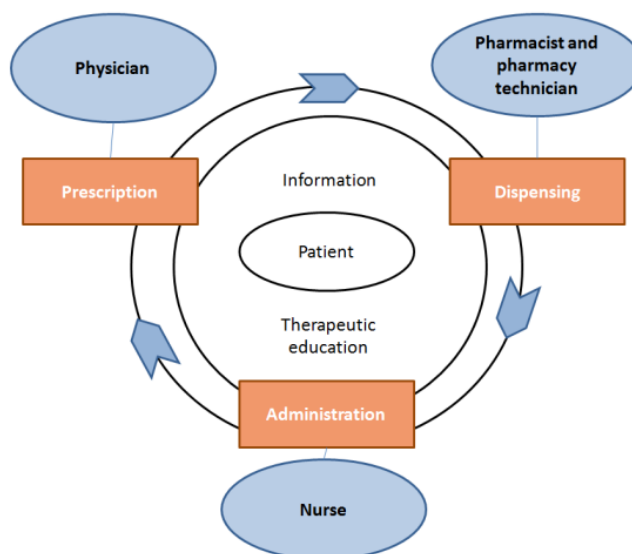 Physician
Pharmacist and
pharmacy
technician
Prescription
Information
Dispensing
Patient
Therapeutic
education
Administration
Nurse